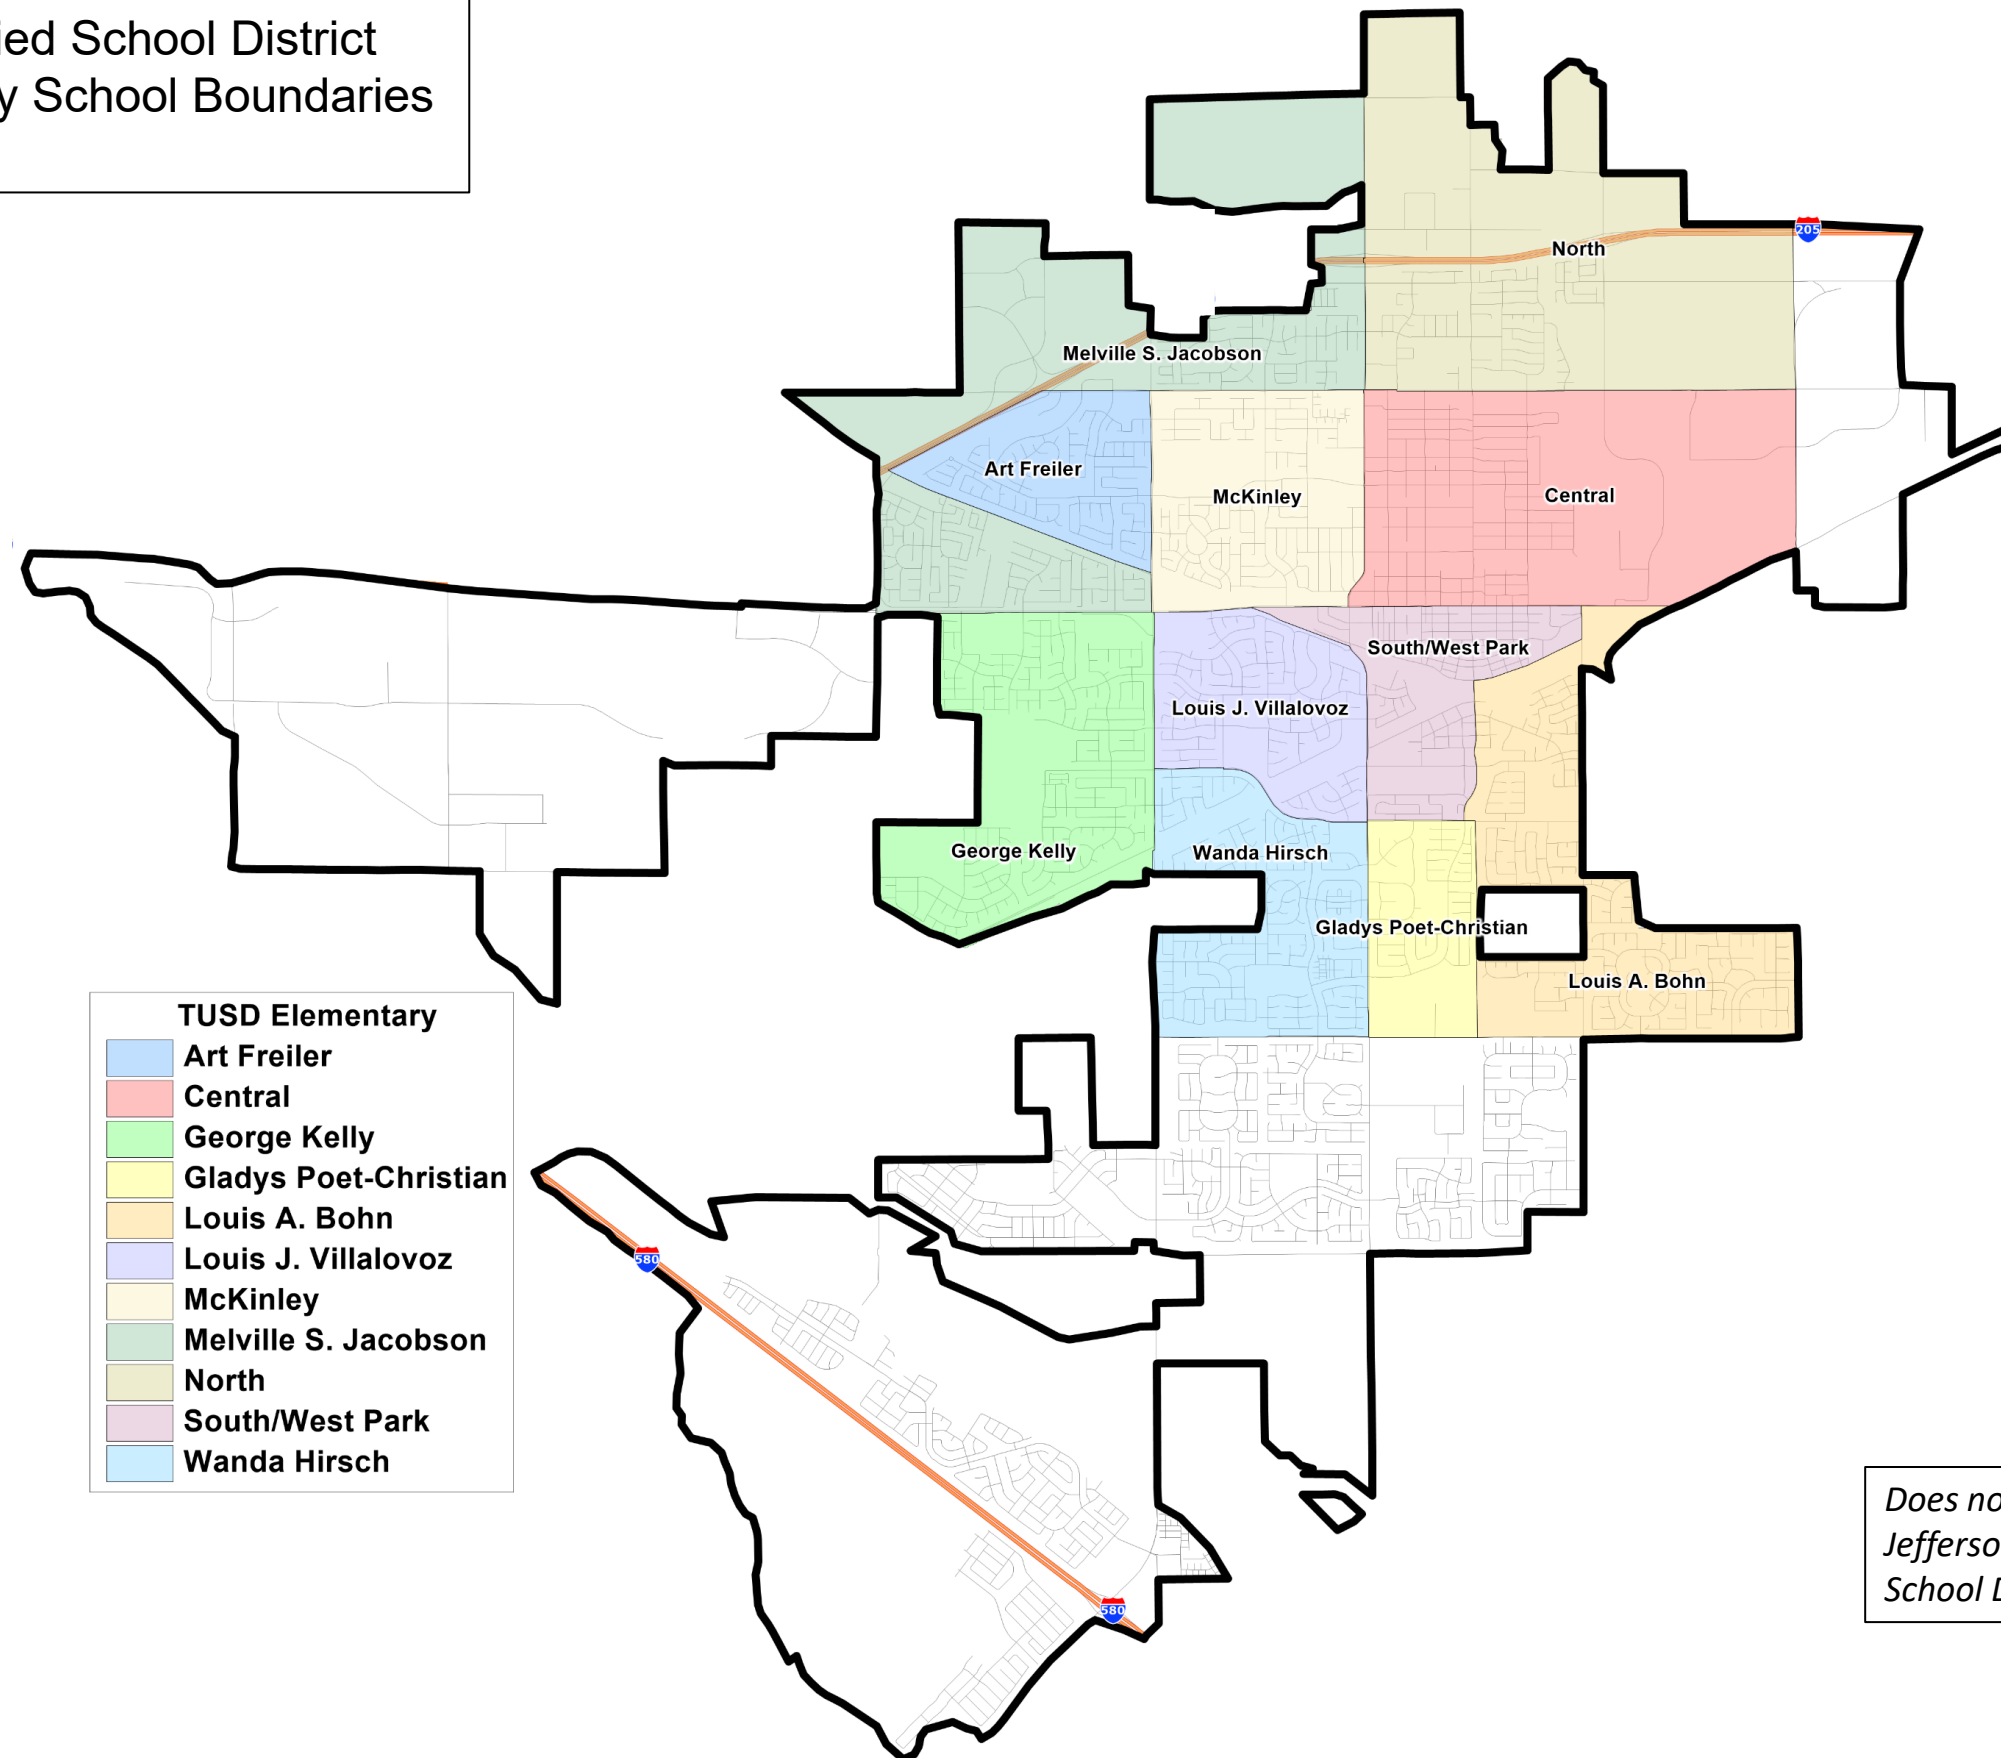 ied School District
y School Boundaries
205
North
Melville S. Jacobson
Art Freiler
McKinley
Central
South/West Park
Louis J. Villalovoz
George Kelly
Wanda Hirsch
Gladys Poet-Christian
Louis A. Bohn
TUSD Elementary
Art Freiler
Central
George Kelly
Gladys Poet-Christian
Louis A. Bohn
Louis J. Villalovoz
McKinley
Melville S. Jacobson
North
South/West Park
Wanda Hirsch
580
580
Does no
Jefferso
School D